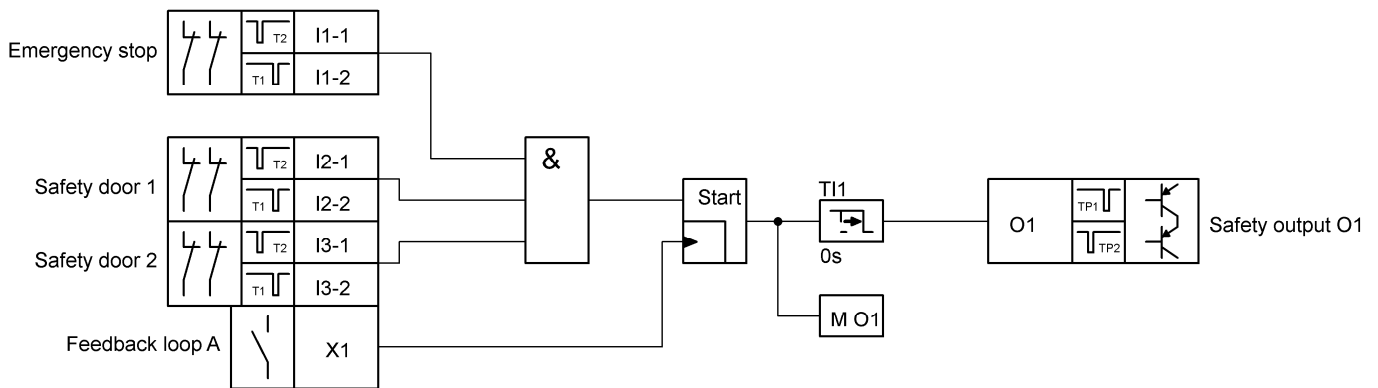 Emergency stop
T2
I1-1
T1
I1-2
Safety door 1
T2
I2-1
T1
I2-2
Safety door 2
T2
I3-1
T1
I3-2
Feedback loop A
X1
&
Start
TI1
0s
M O1
O1
TP1
TP2
Safety output O1